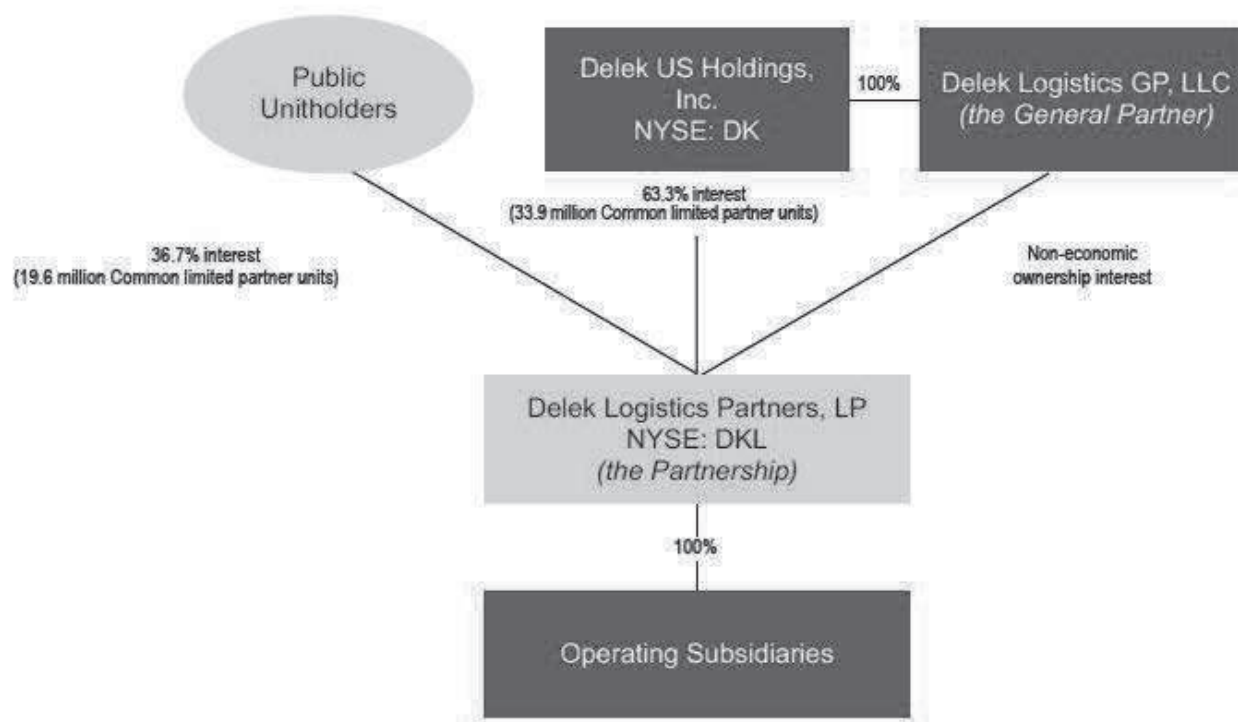 Public
Unitholders
Delek US Holdings,
Inc.
NYSE: DK
100%
Delek Logistics GP, LLC
(the General Partner)
63.3% interest
(33.9 million Common limited partner units)
36.7% interest
(19.6 million Common limited partner units)
Non-economic
ownership interest
Delek Logistics Partners, LP
NYSE: DKL
(the Partnership)
100%
Operating Subsidiaries